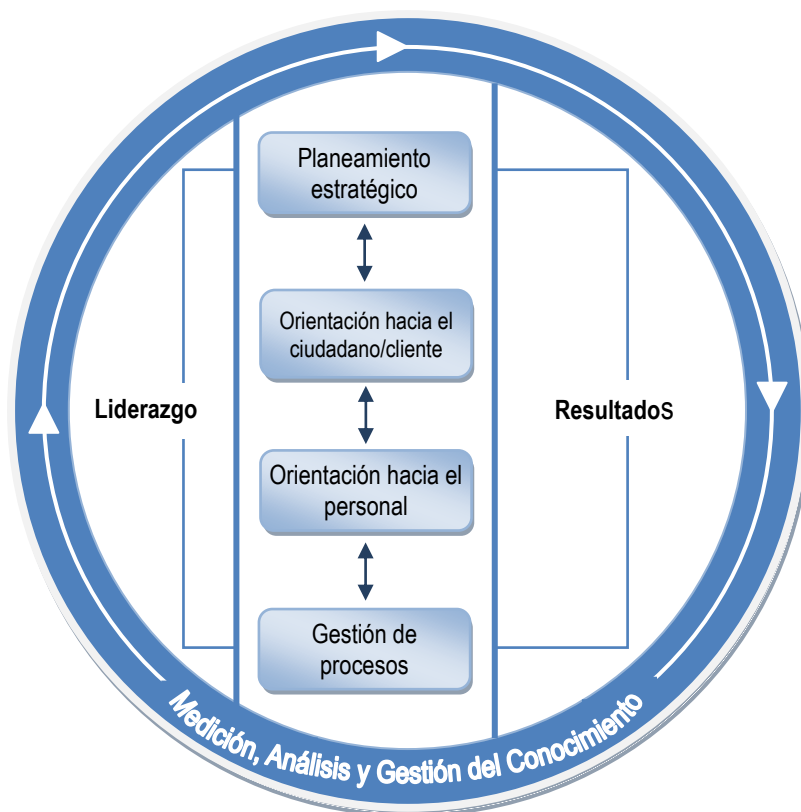 Planeamiento
estratégico
Orientación hacia el
ciudadano/cliente
Liderazgo
Resultados
Orientación hacia el
personal
Gestión de
procesos
Medición, Análisis y Gestión del Conocimiento